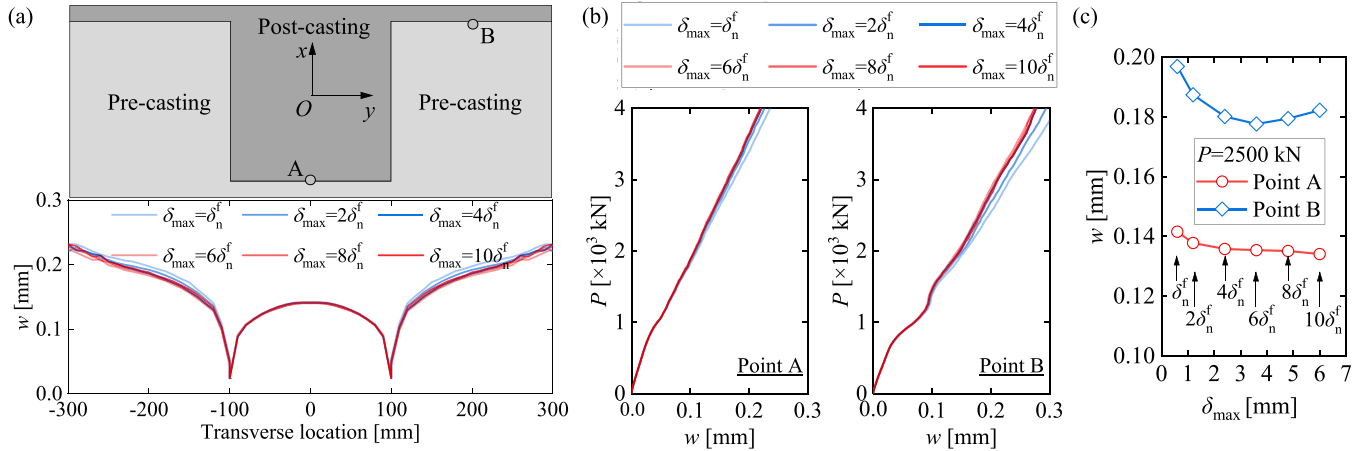 (a)
Post-casting
B
x
Pre-casting
O
y
Pre-casting
A
0.3
0.2
0.1
0.0
w [mm]
δmax=δnf
δmax=2δnf
δmax=4δnf
δmax=6δnf
δmax=8δnf
δmax=10δnf
-300
-200
-100
0
100
200
300
Transverse location [mm]
(b)
δmax=δnf
δmax=2δnf
δmax=4δnf
δmax=6δnf
δmax=8δnf
δmax=10δnf
4
3
2
1
0
P [×10³ kN]
Point A
0.0
0.1
0.2
0.3
w [mm]
4
3
2
1
0
P [×10³ kN]
Point B
0.0
0.1
0.2
0.3
w [mm]
(c)
0.20
0.18
0.16
0.14
0.12
0.10
w [mm]
P=2500 kN
Point A
Point B
δnf
2δnf
4δnf
6δnf
8δnf
10δnf
0
1
2
3
4
5
6
7
δmax [mm]